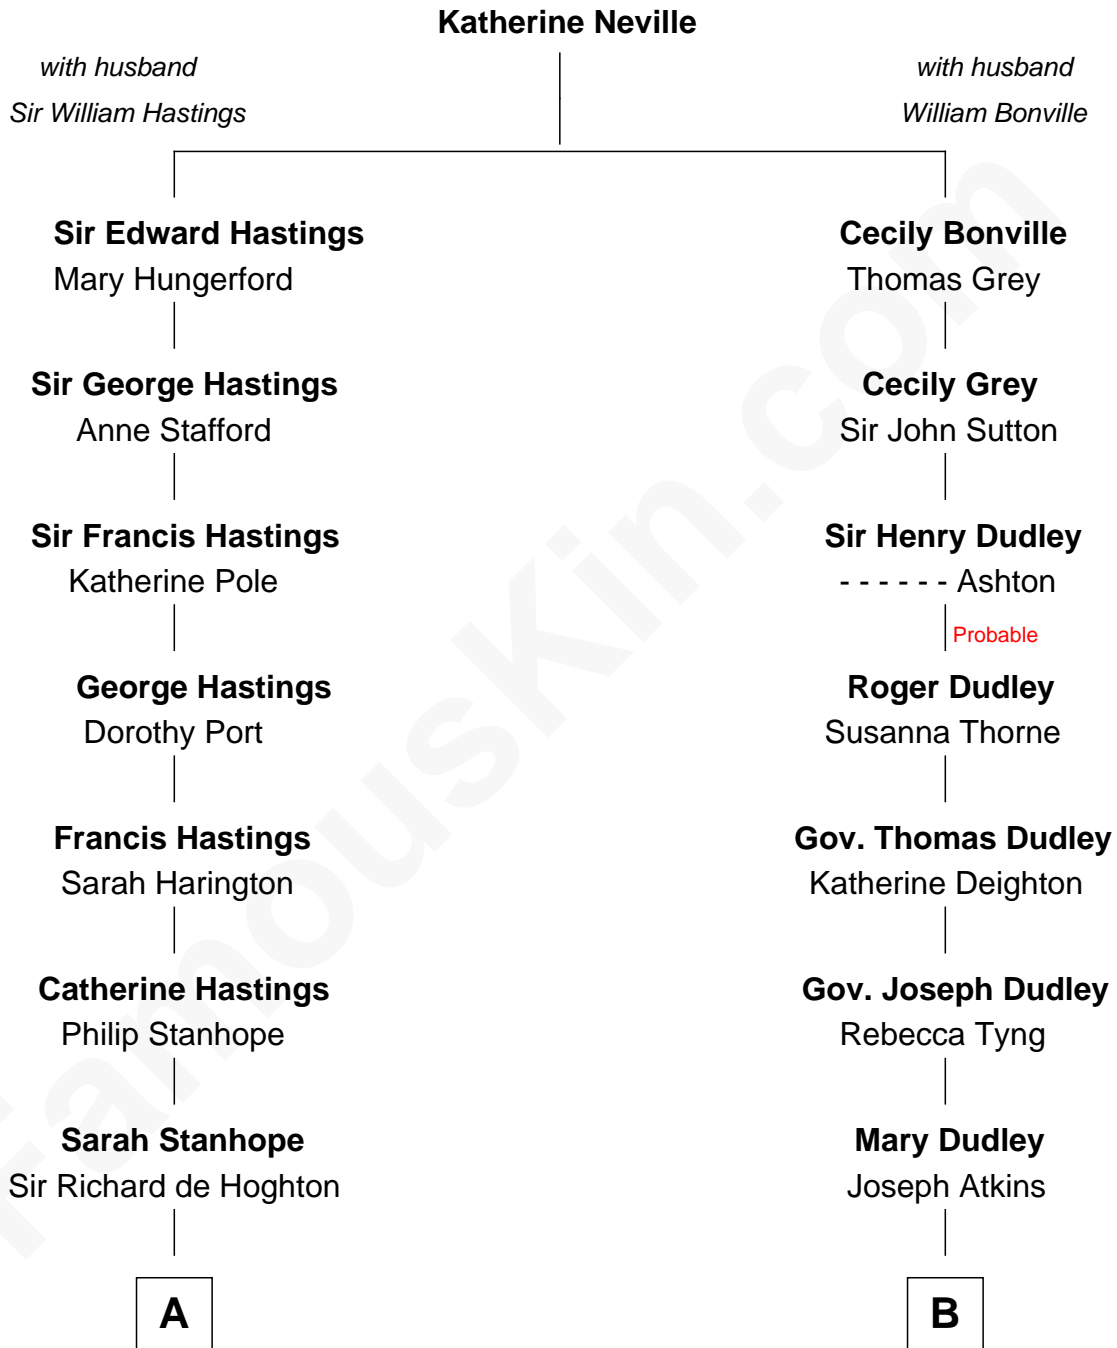 Katherine Neville
with husband
Sir William Hastings
with husband
William Bonville
Sir Edward Hastings
Mary Hungerford
Cecily Bonville
Thomas Grey
Sir George Hastings
Anne Stafford
Cecily Grey
Sir John Sutton
Sir Francis Hastings
Katherine Pole
Sir Henry Dudley
- - - - - - Ashton
Probable
George Hastings
Dorothy Port
Roger Dudley
Susanna Thorne
Francis Hastings
Sarah Harington
Gov. Thomas Dudley
Katherine Deighton
Catherine Hastings
Philip Stanhope
Gov. Joseph Dudley
Rebecca Tyng
Sarah Stanhope
Sir Richard de Hoghton
Mary Dudley
Joseph Atkins
A
B
FamousKin.com